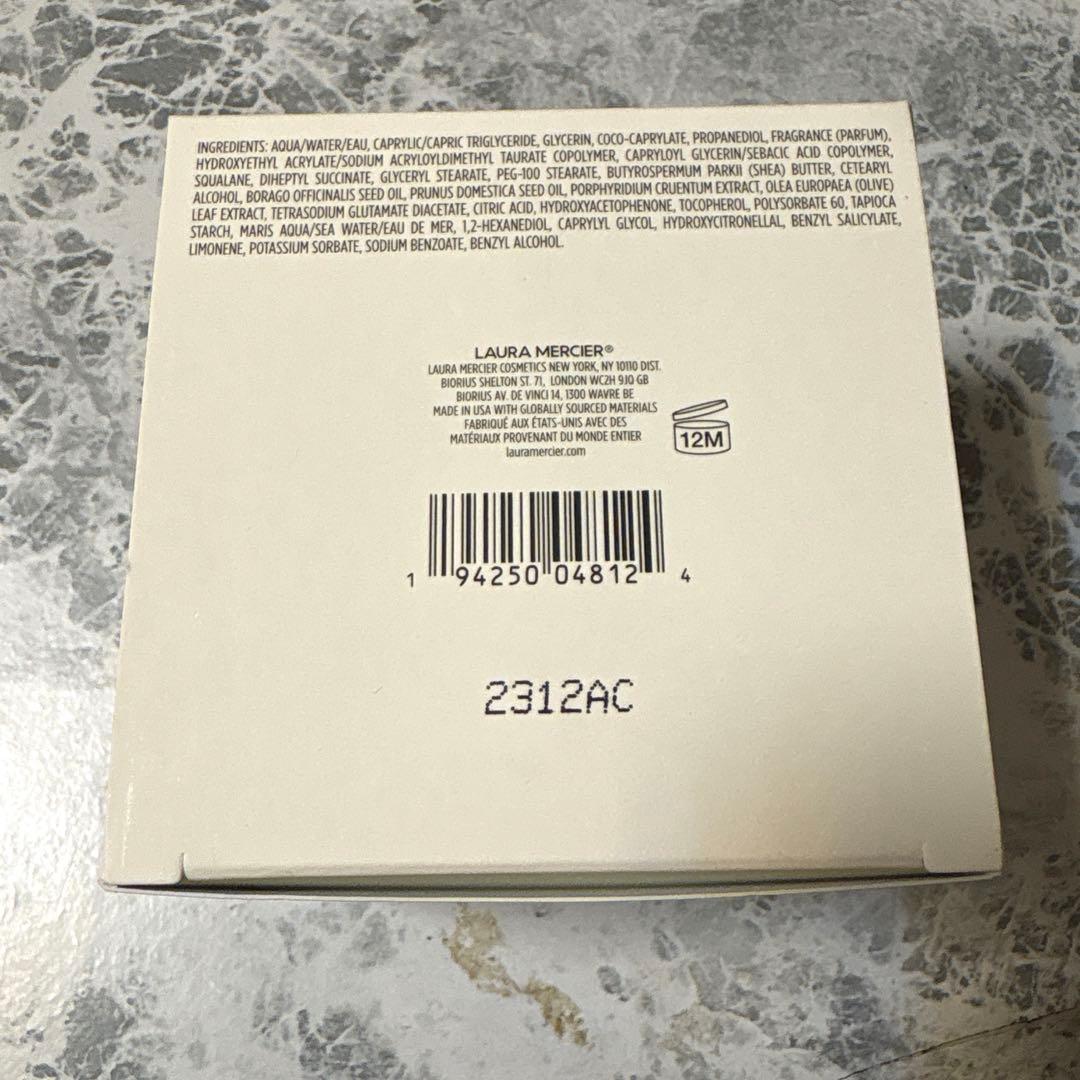 INGREDIENTS: AQUA/WATER/EAU, CAPRYLIC/CAPRIC TRIGLYCERIDE, GLYCERIN, COCO-CAPRYLATE, PROPANEDIOL, FRAGRANCE (PARFUM),
HYDROXYETHYL ACRYLATE/SODIUM ACRYLOYLDIMETHYL TAURATE COPOLYMER, CAPRYLOYL GLYCERIN/SEBACIC ACID COPOLYMER,
SQUALANE, DIHEPTYL SUCCINATE, GLYCERYL STEARATE, PEG-100 STEARATE, BUTYROSPERMUM PARKII (SHEA) BUTTER, CETEARYL
ALCOHOL, BORAGO OFFICINALIS SEED OIL, PRUNUS DOMESTICA SEED OIL, PORPHYRIDIUM CRUENTUM EXTRACT, OLEA EUROPAEA (OLIVE)
LEAF EXTRACT, TETRASODIUM GLUTAMATE DIACETATE, CITRIC ACID, HYDROXYACETOPHENONE, TOCOPHEROL, POLYSORBATE 60, TAPIOCA
STARCH, MARIS AQUA/SEA WATER/EAU DE MER, 1,2-HEXANEDIOL, CAPRYLYL GLYCOL, HYDROXYCITRONELLAL, BENZYL SALICYLATE,
LIMONENE, POTASSIUM SORBATE, SODIUM BENZOATE, BENZYL ALCOHOL.
LAURA MERCIER®
LAURA MERCIER COSMETICS NEW YORK, NY 10110 DIST.
BIORIUS SHELTON ST. 71, LONDON WC2H 9JQ GB
BIORIUS AV. DE VINCI 14, 1300 WAVRE BE
MADE IN USA WITH GLOBALLY SOURCED MATERIALS
FABRIQUÉ AUX ÉTATS-UNIS AVEC DES
MATÉRIAUX PROVENANT DU MONDE ENTIER
lauramercier.com
12M
1 94250 04812 4
2312AC